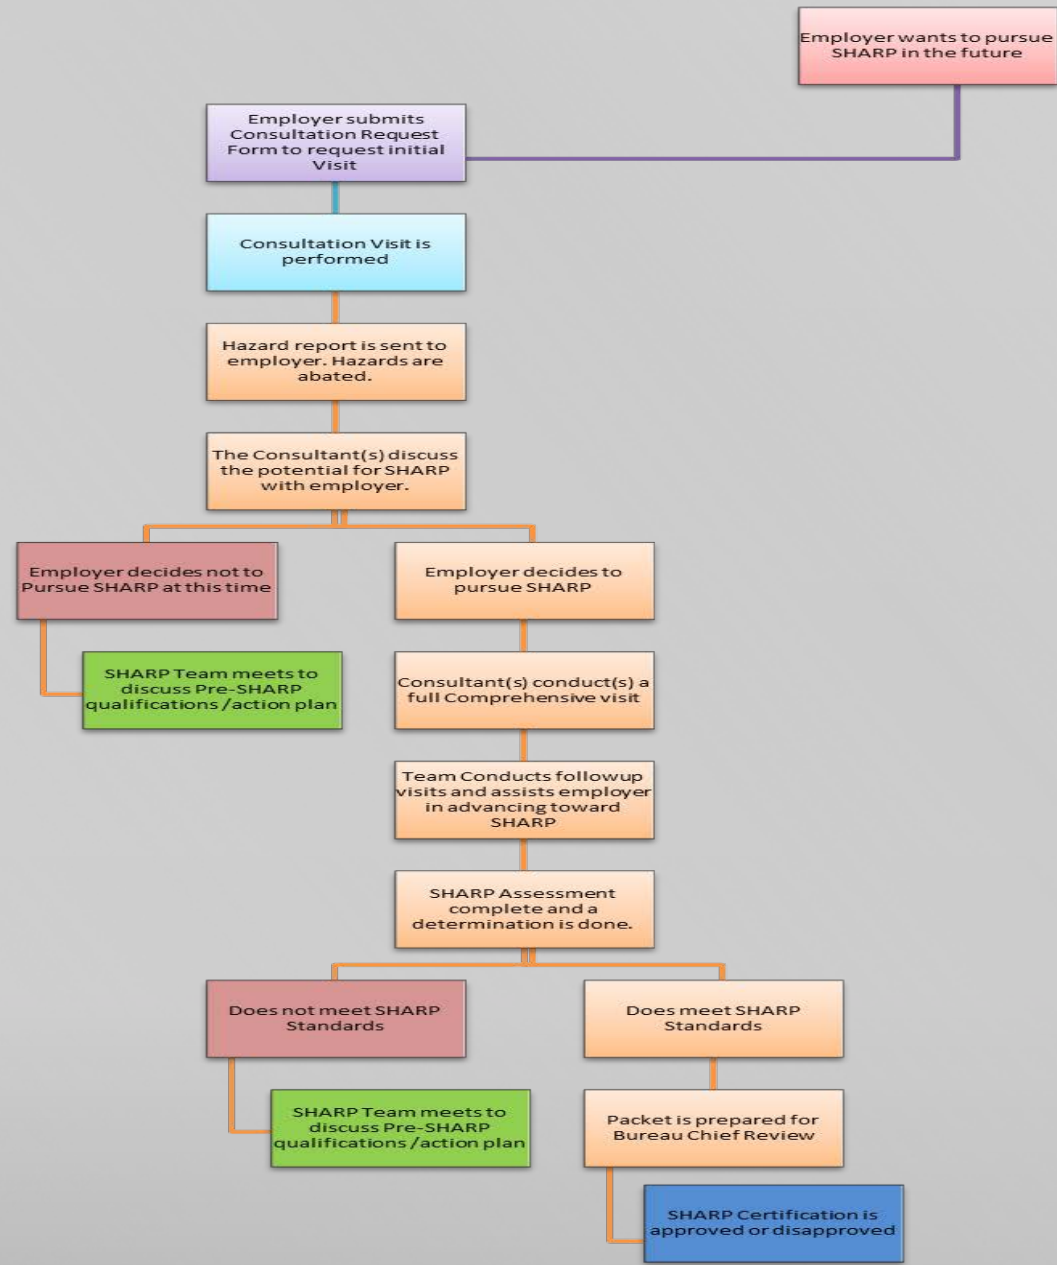 Employer wants to pursue
SHARP in the future
Employer submits
Consultation Request
Form to request initial
Visit
Consultation Visit is
performed
Hazard report is sent to
employer. Hazards are
abated.
The Consultant(s) discuss
the potential for SHARP
with employer.
Employer decides not to
Pursue SHARP at this time
SHARP Team meets to
discuss Pre-SHARP
qualifications /action plan
Employer decides to
pursue SHARP
Consultant(s) conduct(s) a
full Comprehensive visit
Team Conducts followup
visits and assists employer
in advancing toward
SHARP
SHARP Assessment
complete and a
determination is done.
Does not meet SHARP
Standards
SHARP Team meets to
discuss Pre-SHARP
qualifications /action plan
Does meet SHARP
Standards
Packet is prepared for
Bureau Chief Review
SHARP Certification is
approved or disapproved